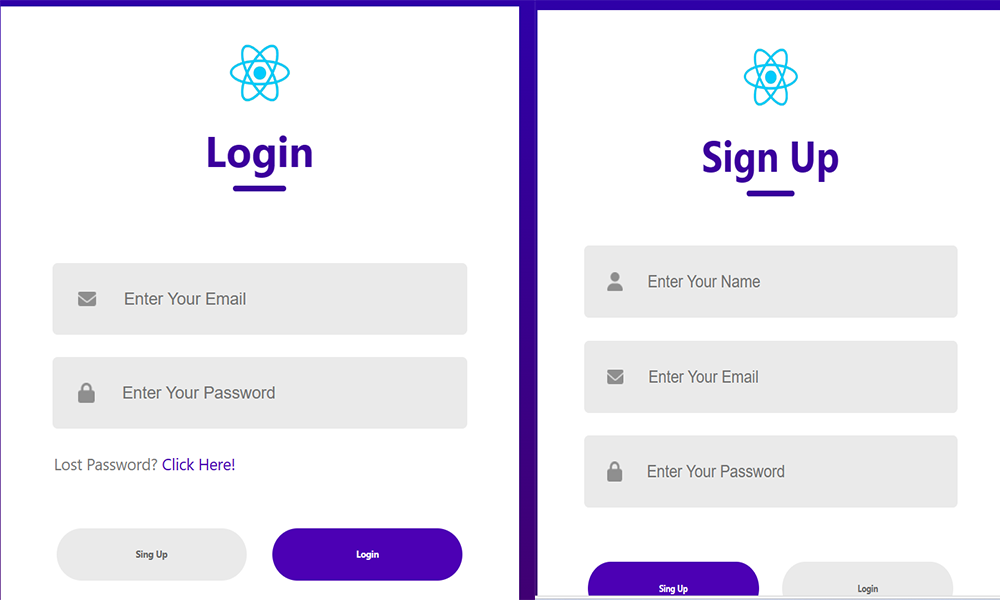 Login
Enter Your Email
Enter Your Password
Lost Password? Click Here!
Sing Up
Login
Sign Up
Enter Your Name
Enter Your Email
Enter Your Password
Sing Up
Login